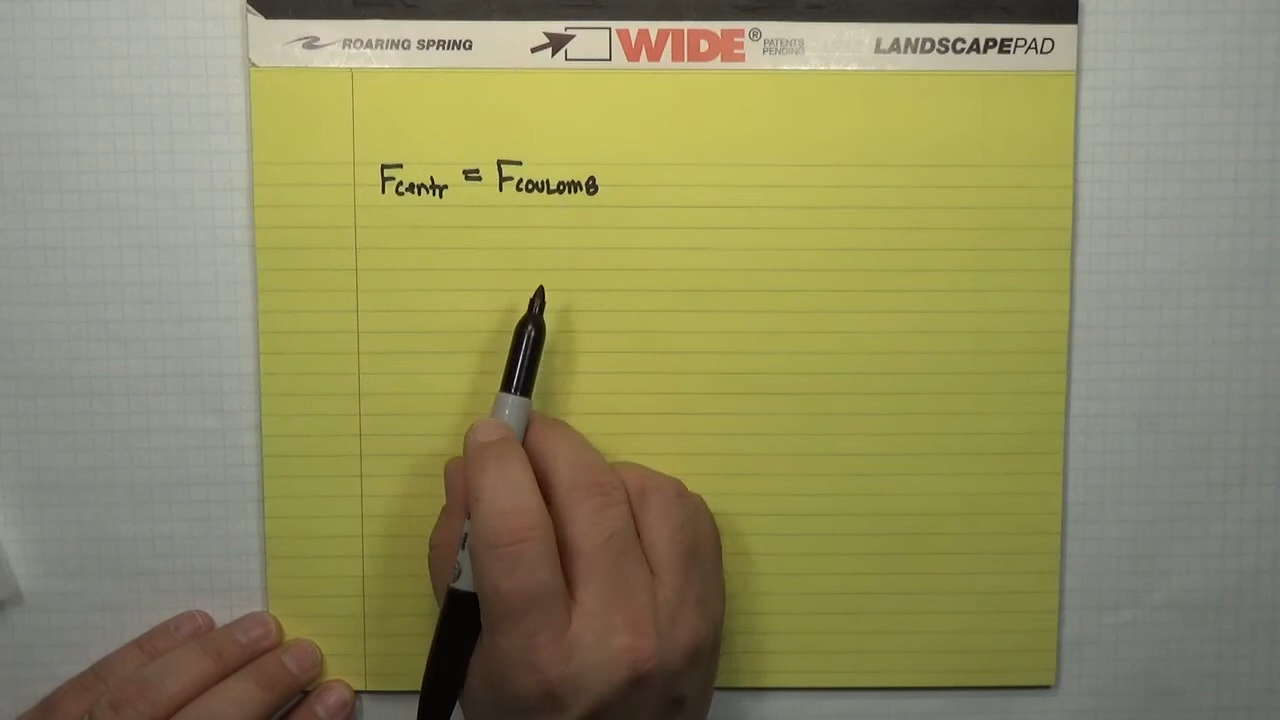 ROARING SPRING WIDE® PATENTS PENDING LANDSCAPEPAD
Fcentr = FCOULOMB